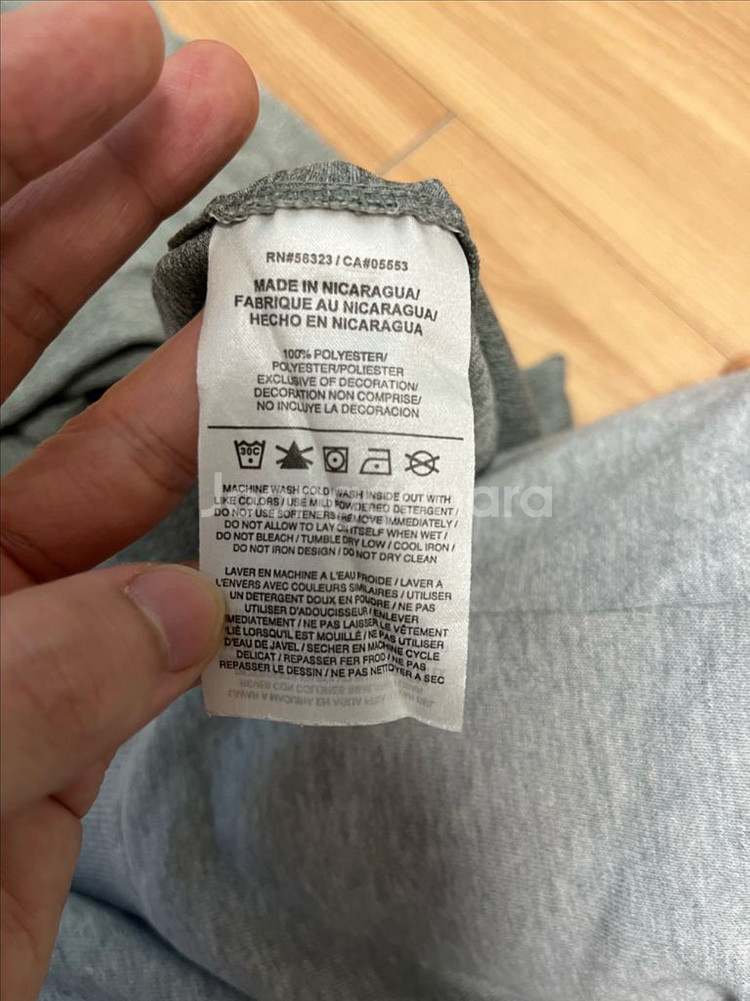 RN#56323 / CA#05553
MADE IN NICARAGUA/
FABRIQUE AU NICARAGUA/
HECHO EN NICARAGUA
100% POLYESTER/
POLYESTER/POLIESTER
EXCLUSIVE OF DECORATION/
DECORATION NON COMPRISE/
NO INCLUYE LA DECORACION
30C
MACHINE WASH COLD / WASH INSIDE OUT WITH
LIKE COLORS / USE MILD POWDERED DETERGENT /
DO NOT USE SOFTENERS / REMOVE IMMEDIATELY /
DO NOT ALLOW TO LAY ON ITSELF WHEN WET /
DO NOT BLEACH / TUMBLE DRY LOW / COOL IRON /
DO NOT IRON DESIGN / DO NOT DRY CLEAN
LAVER EN MACHINE A L'EAU FROIDE / LAVER A
L'ENVERS AVEC COULEURS SIMILAIRES / UTILISER
UN DETERGENT DOUX EN POUDRE / NE PAS
UTILISER D'ADOUCISSEUR / ENLEVER
IMMEDIATEMENT / NE PAS LAISSER LE VÊTEMENT
PLIÉ LORSQU'IL EST MOUILLÉ / NE PAS UTILISER
D'EAU DE JAVEL / SECHER EN MACHINE CYCLE
DELICAT / REPASSER FER FROID / NE PAS
REPASSER LE DESSIN / NE PAS NETTOYER A SEC